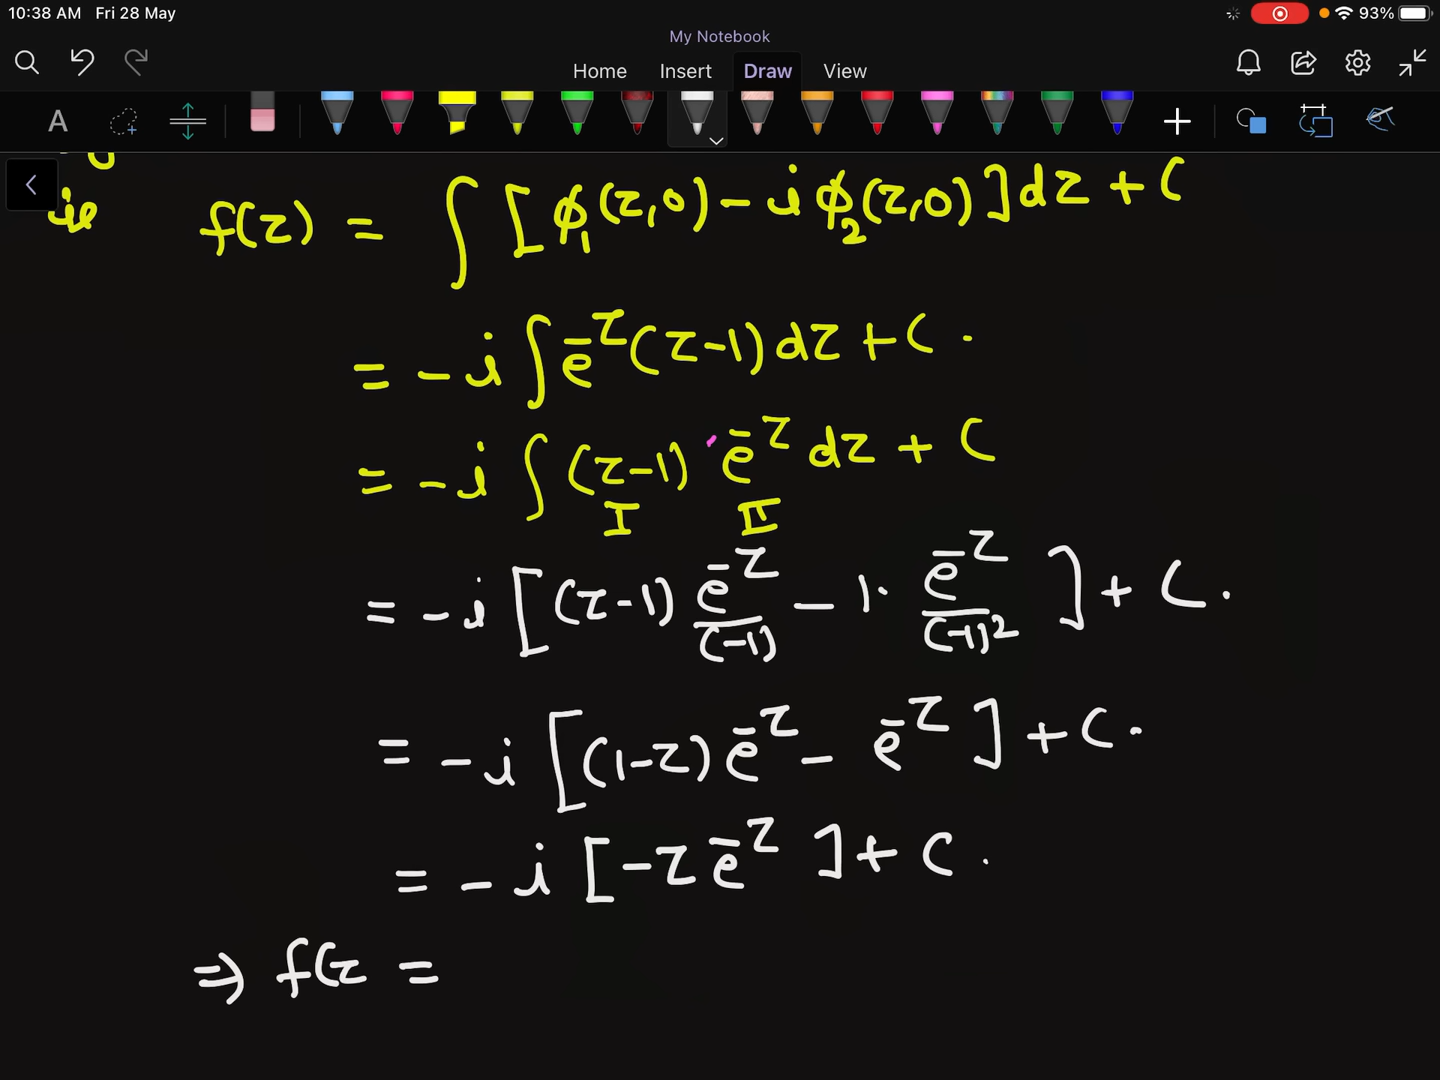 10:38 AM Fri 28 May 93%
My Notebook
Home Insert Draw View
A
ie f(z) = ∫ [ϕ₁(z,0) - i ϕ₂(z,0)] dz + C
= -i ∫ e⁻ᶻ (z-1) dz + C.
= -i ∫ (z-1) · e⁻ᶻ dz + C
I II
= -i [(z-1) e⁻ᶻ/(-1) - 1· e⁻ᶻ/(-1)²] + C.
= -i [(1-z) e⁻ᶻ - e⁻ᶻ] + C.
= -i [-z e⁻ᶻ] + C.
⇒ f(z =